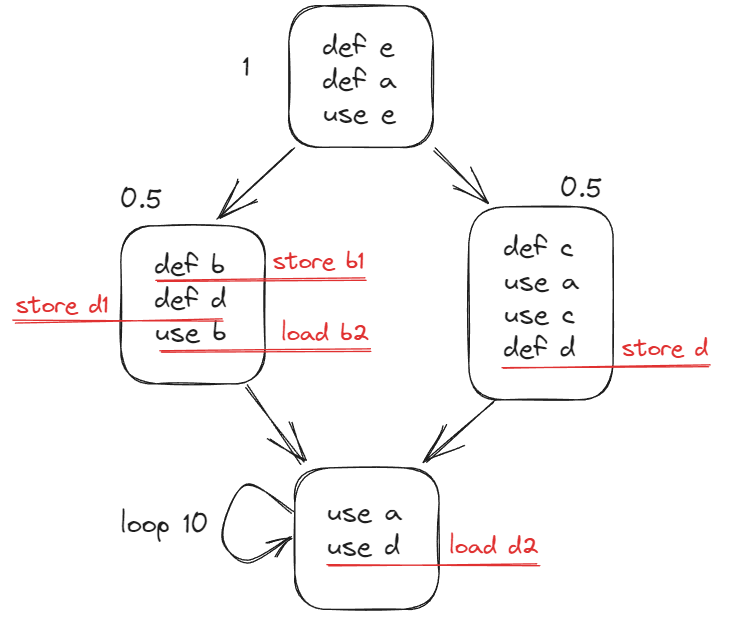 1
def e
def a
use e
0.5
def b
store b1
store d1
def d
use b
load b2
0.5
def c
use a
use c
def d
store d
loop 10
use a
use d
load d2